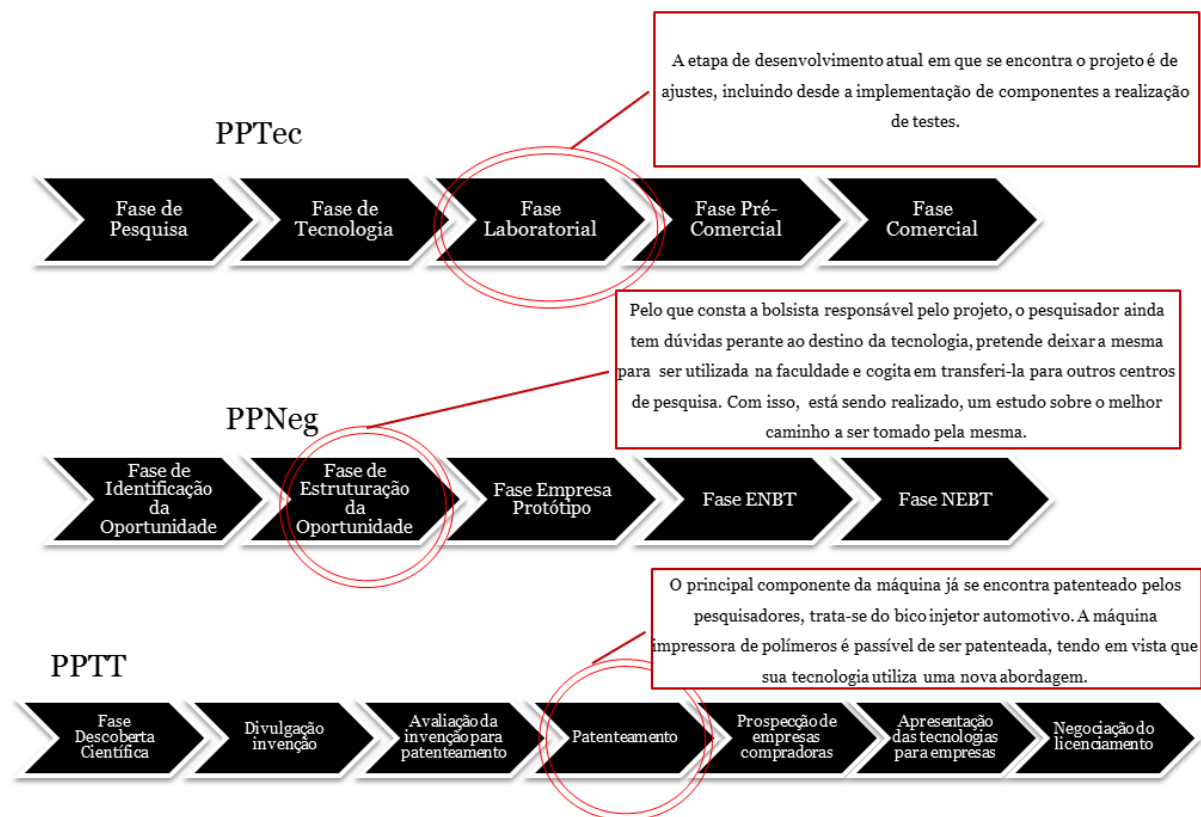 A etapa de desenvolvimento atual em que se encontra o projeto é de
ajustes, incluindo desde a implementação de componentes a realização
de testes.
PPTec
Fase de
Pesquisa
Fase de
Tecnologia
Fase
Laboratorial
Fase Pré-
Comercial
Fase
Comercial
Pelo que consta a bolsista responsável pelo projeto, o pesquisador ainda
tem dúvidas perante ao destino da tecnologia, pretende deixar a mesma
para ser utilizada na faculdade e cogita em transferi-la para outros centros
de pesquisa. Com isso, está sendo realizado, um estudo sobre o melhor
caminho a ser tomado pela mesma.
PPNeg
Fase de
Identificação
da
Oportunidade
Fase de
Estruturação
da
Oportunidade
Fase Empresa
Protótipo
Fase ENBT
Fase NEBT
O principal componente da máquina já se encontra patenteado pelos
pesquisadores, trata-se do bico injetor automotivo. A máquina
impressora de polímeros é passível de ser patenteada, tendo em vista que
sua tecnologia utiliza uma nova abordagem.
PPTT
Fase
Descoberta
Científica
Divulgação
invenção
Avaliação da
invenção para
patenteamento
Patenteamento
Prospecção de
empresas
compradoras
Apresentação
das tecnologias
para empresas
Negociação do
licenciamento